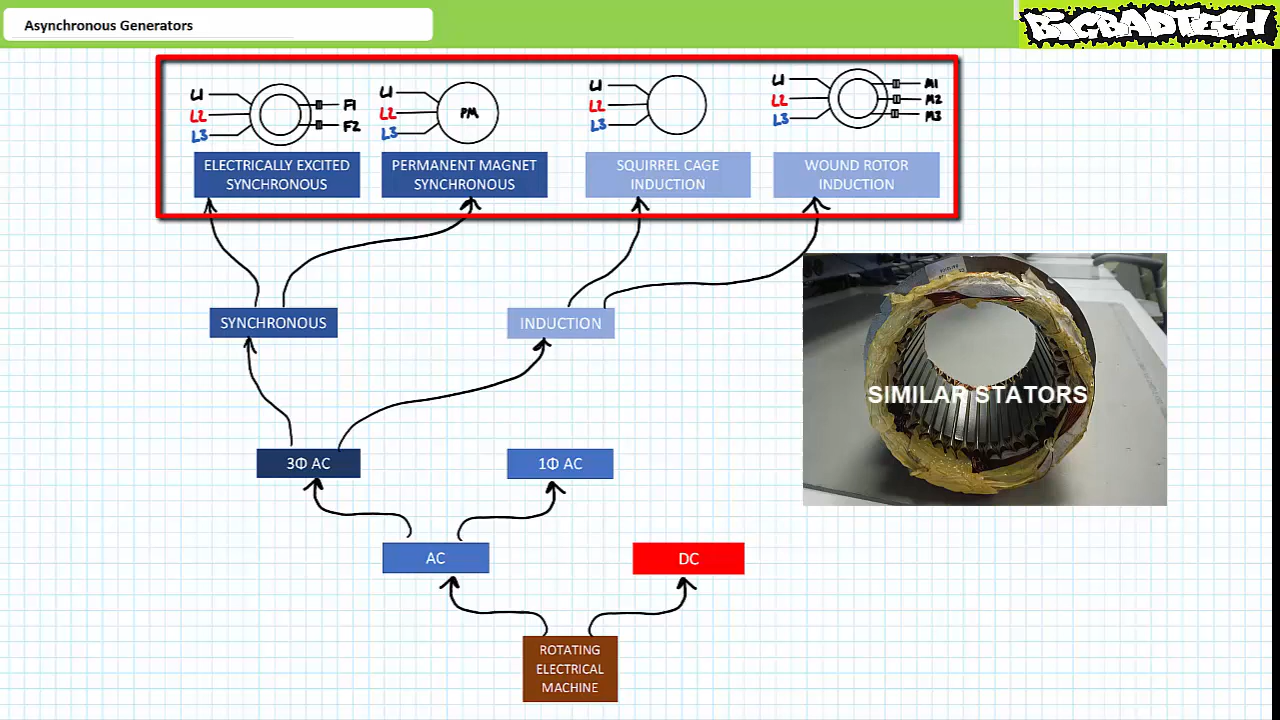 Asynchronous Generators
BIGBADTECH
L1
L2
L3
F1
F2
L1
L2
L3
PM
L1
L2
L3
L1
L2
L3
M1
M2
M3
ELECTRICALLY EXCITED
SYNCHRONOUS
PERMANENT MAGNET
SYNCHRONOUS
SQUIRREL CAGE
INDUCTION
WOUND ROTOR
INDUCTION
SYNCHRONOUS
INDUCTION
SIMILAR STATORS
3Φ AC
1Φ AC
AC
DC
ROTATING
ELECTRICAL
MACHINE